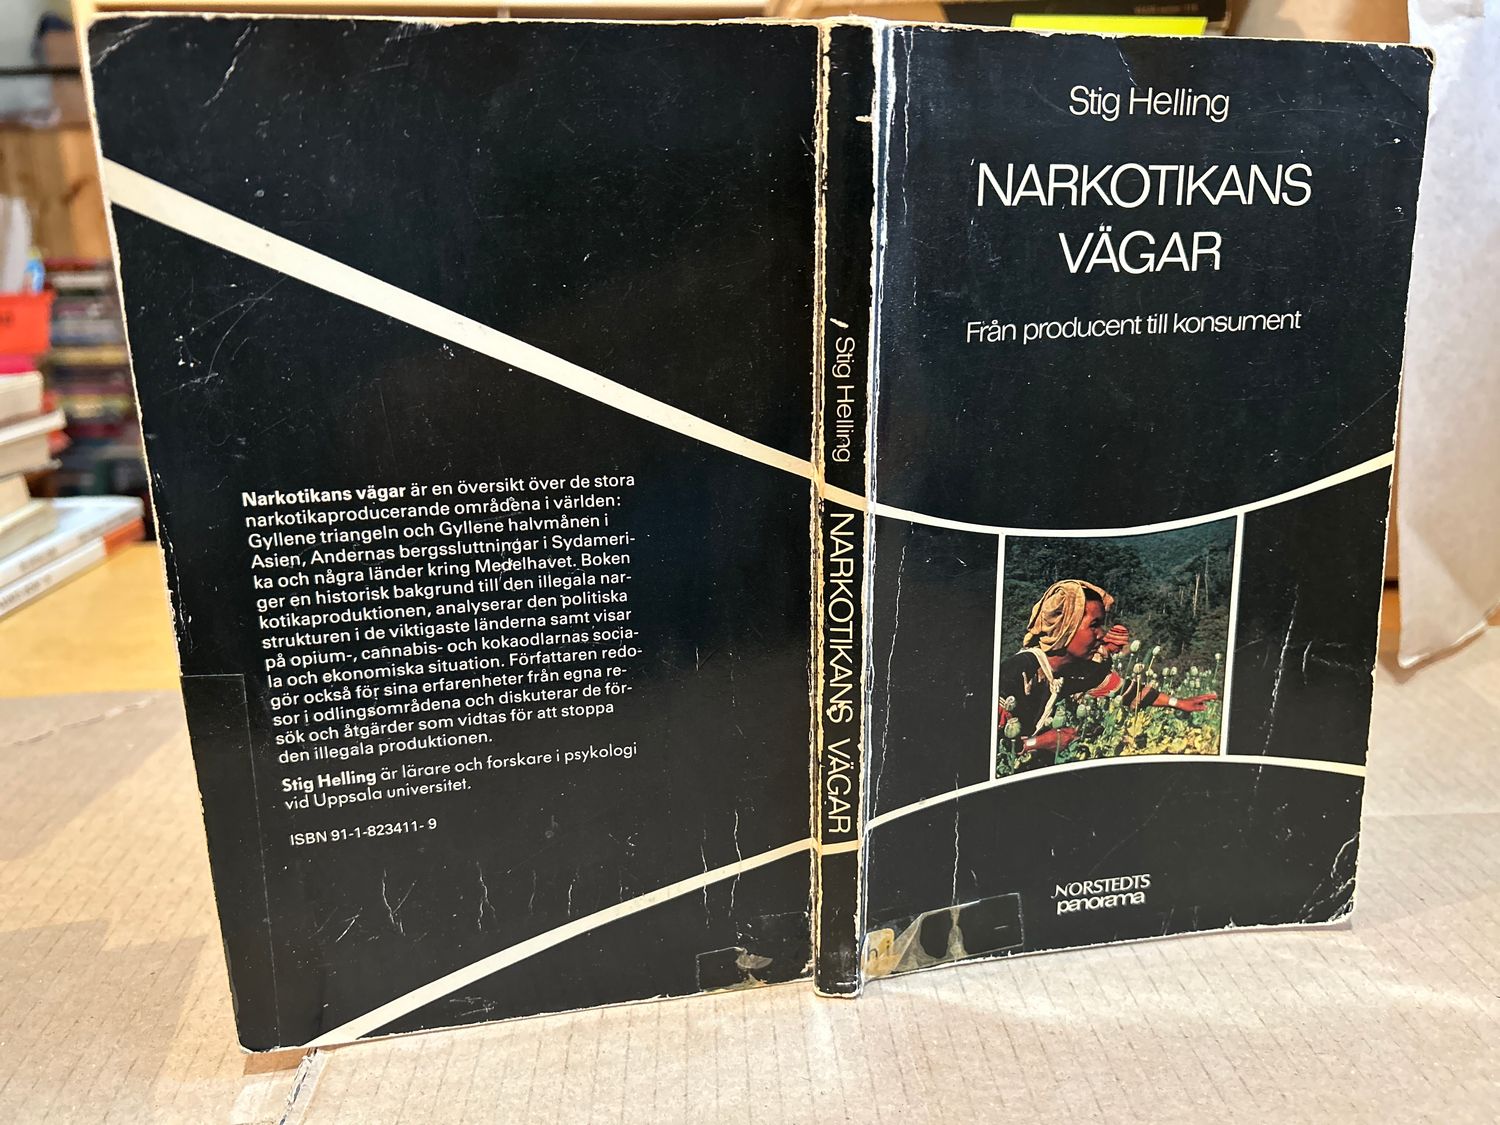 Narkotikans vägar är en översikt över de stora
narkotikaproducerande områdena i världen:
Gyllene triangeln och Gyllene halvmånen i
Asien, Andernas bergssluttningar i Sydameri-
ka och några länder kring Medelhavet. Boken
ger en historisk bakgrund till den illegala nar-
kotikaproduktionen, analyserar den politiska
strukturen i de viktigaste länderna samt visar
på opium-, cannabis- och kokaodlarnas socia-
la och ekonomiska situation. Författaren redo-
gör också för sina erfarenheter från egna re-
sor i odlingsområdena och diskuterar de för-
sök och åtgärder som vidtas för att stoppa
den illegala produktionen.
Stig Helling är lärare och forskare i psykologi
vid Uppsala universitet.
ISBN 91-1-823411-9
Stig Helling
NARKOTIKANS VÄGAR
Stig Helling
NARKOTIKANS
VÄGAR
Från producent till konsument
NORSTEDTS
panorama